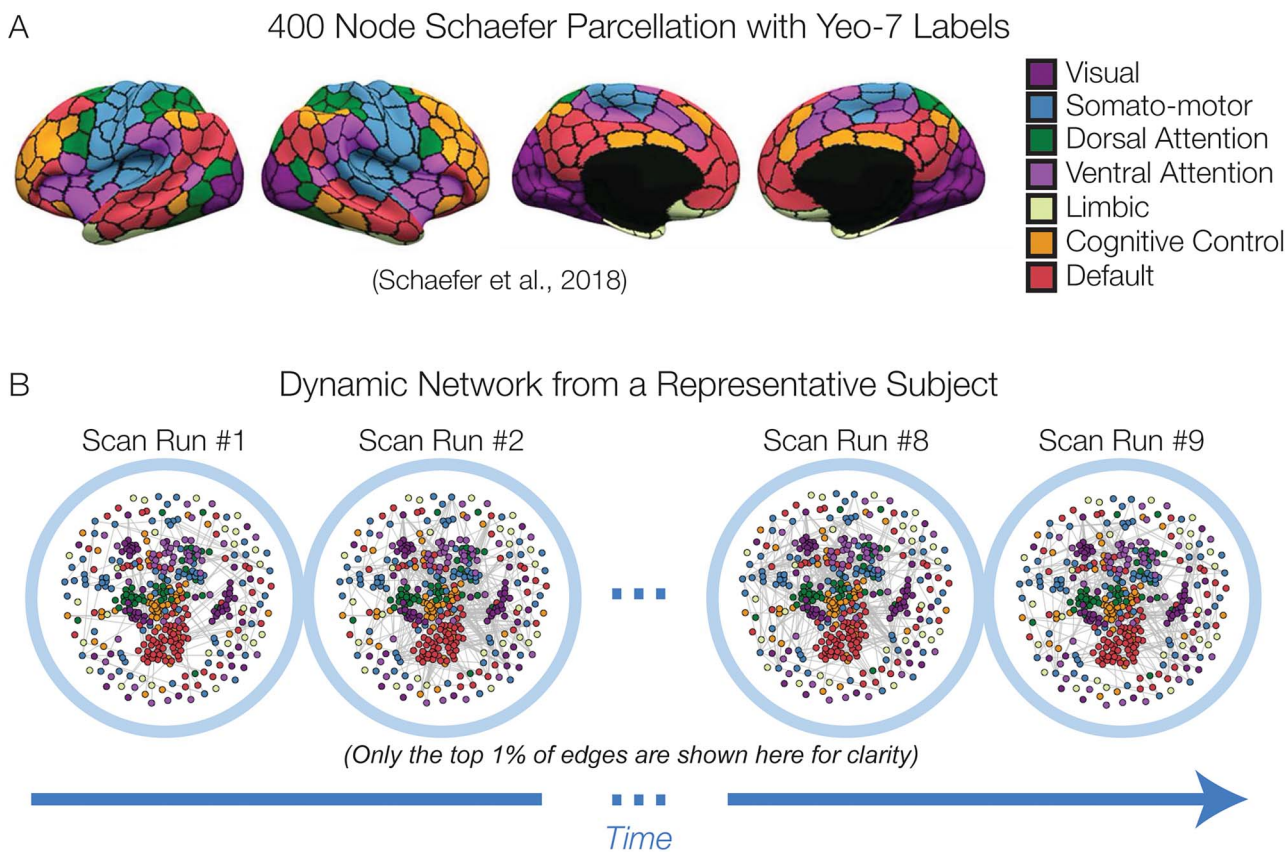 A
400 Node Schaefer Parcellation with Yeo-7 Labels
Visual
Somato-motor
Dorsal Attention
Ventral Attention
Limbic
Cognitive Control
Default
(Schaefer et al., 2018)
B
Dynamic Network from a Representative Subject
Scan Run #1
Scan Run #2
Scan Run #8
Scan Run #9
(Only the top 1% of edges are shown here for clarity)
Time